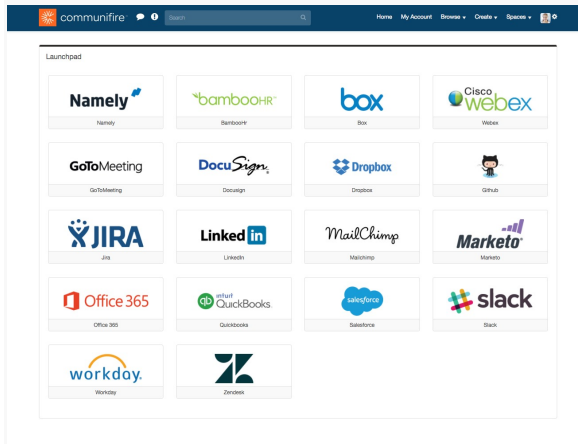 communifire
Search
Home My Account Browse Create Spaces
Launchpad
Namely bambooHR box Cisco webex
Namely BambooHr Box Webex
GoToMeeting DocuSign Dropbox
GoToMeeting Docusign Dropbox Github
JIRA Linked in MailChimp Marketo
Jira LinkedIn Mailchimp Marketo
Office 365 intuit QuickBooks salesforce slack
Office 365 Quickbooks Salesforce Slack
workday.
Workday Zendesk